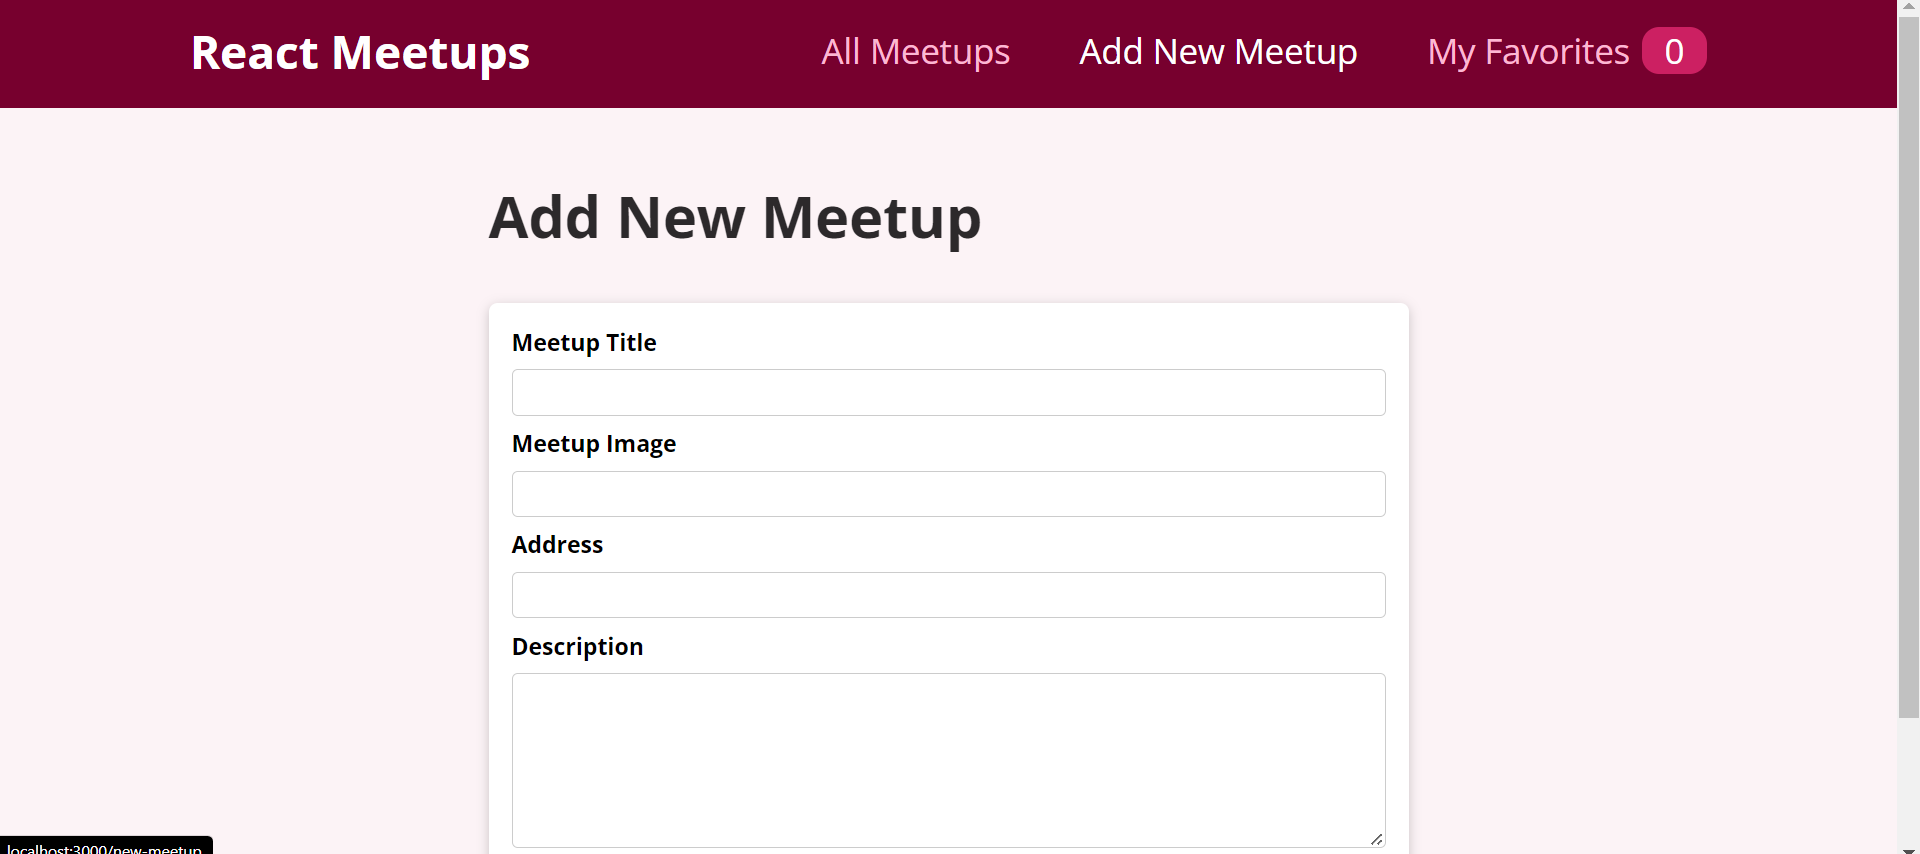 React Meetups
All Meetups
Add New Meetup
My Favorites 0
Add New Meetup
Meetup Title
Meetup Image
Address
Description
localhost:3000/new-meetup